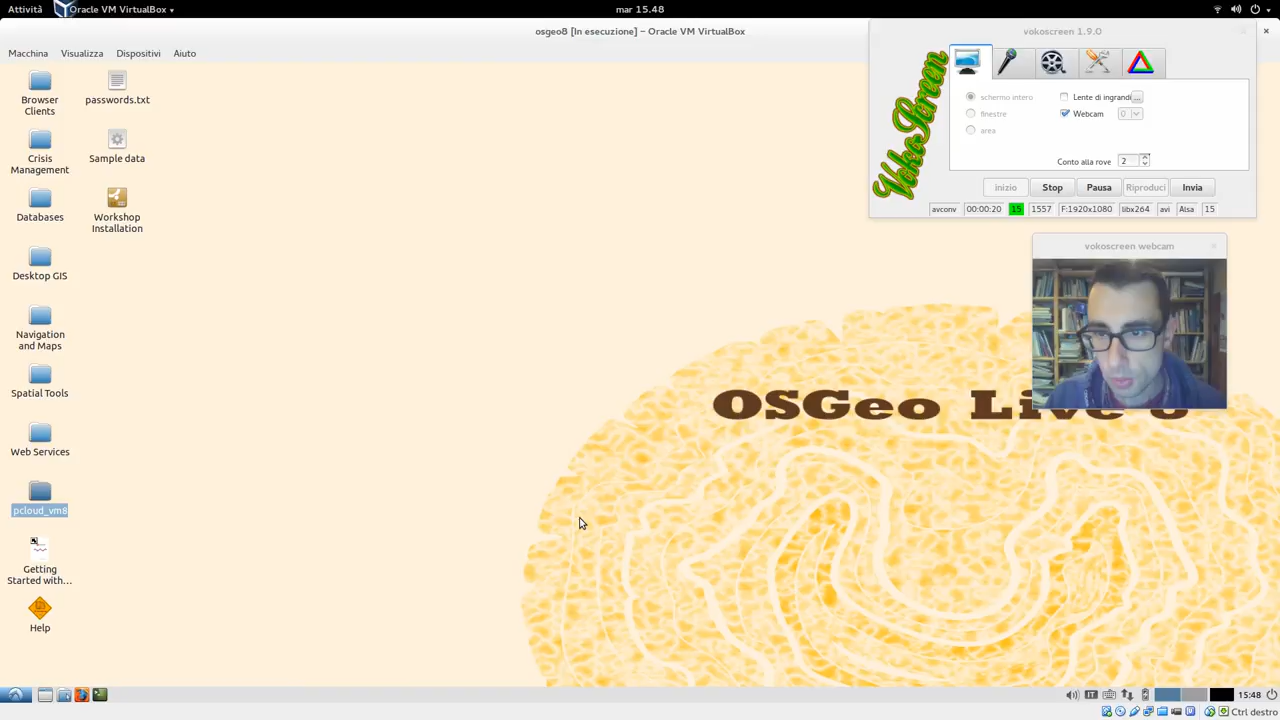 Attività
Oracle VM VirtualBox
mar 15.48
osgeo8 [In esecuzione] – Oracle VM VirtualBox
Macchina
Visualizza
Dispositivi
Aiuto
Browser
Clients
passwords.txt
Crisis
Management
Sample data
Databases
Workshop
Installation
Desktop GIS
Navigation
and Maps
Spatial Tools
Web Services
pcloud_vm8
Getting
Started with…
Help
vokoscreen 1.9.0
VokoScreen
schermo intero
finestre
area
Lente di ingrandi
...
Webcam
0
Conto alla rove
2
inizio
Stop
Pausa
Riproduci
Invia
avconv
00:00:20
15
1557
F:1920x1080
libx264
avi
Alsa
15
vokoscreen webcam
OSGeo Live 8
IT
15:48
Ctrl destro